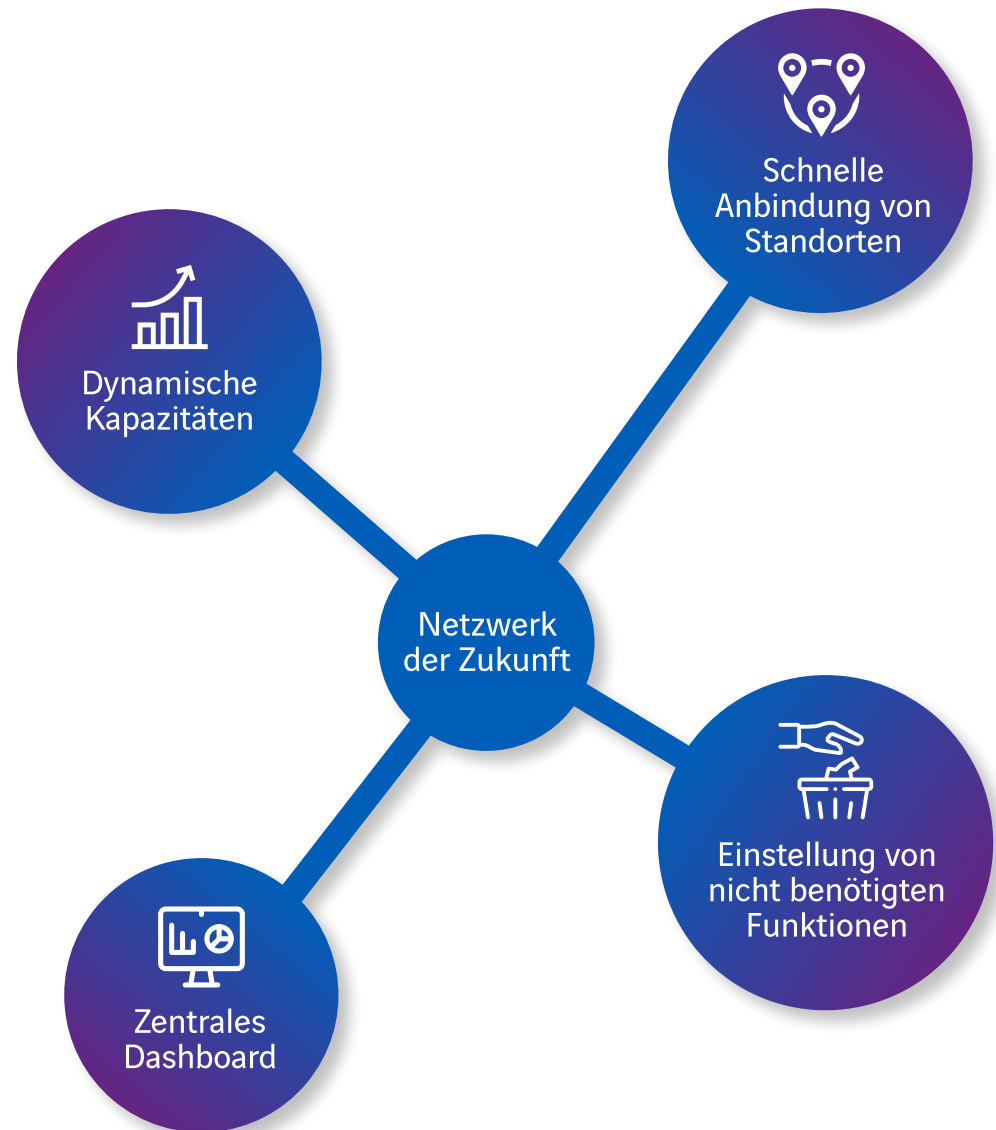 Schnelle
Anbindung von
Standorten
Dynamische
Kapazitäten
Netzwerk
der Zukunft
Einstellung von
nicht benötigten
Funktionen
Zentrales
Dashboard